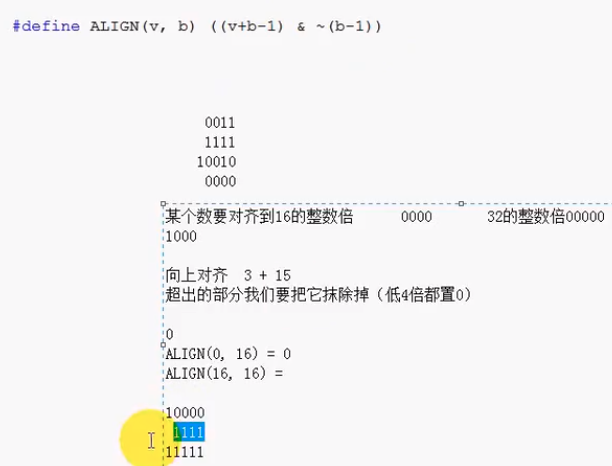 #define ALIGN(v, b) ((v+b-1) & ~(b-1))
0011
1111
10010
0000
某个数要对齐到16的整数倍 0000 32的整数倍00000
1000
向上对齐 3 + 15
超出的部分我们要把它抹除掉（低4倍都置0）
0
ALIGN(0, 16) = 0
ALIGN(16, 16) =
10000
1111
11111